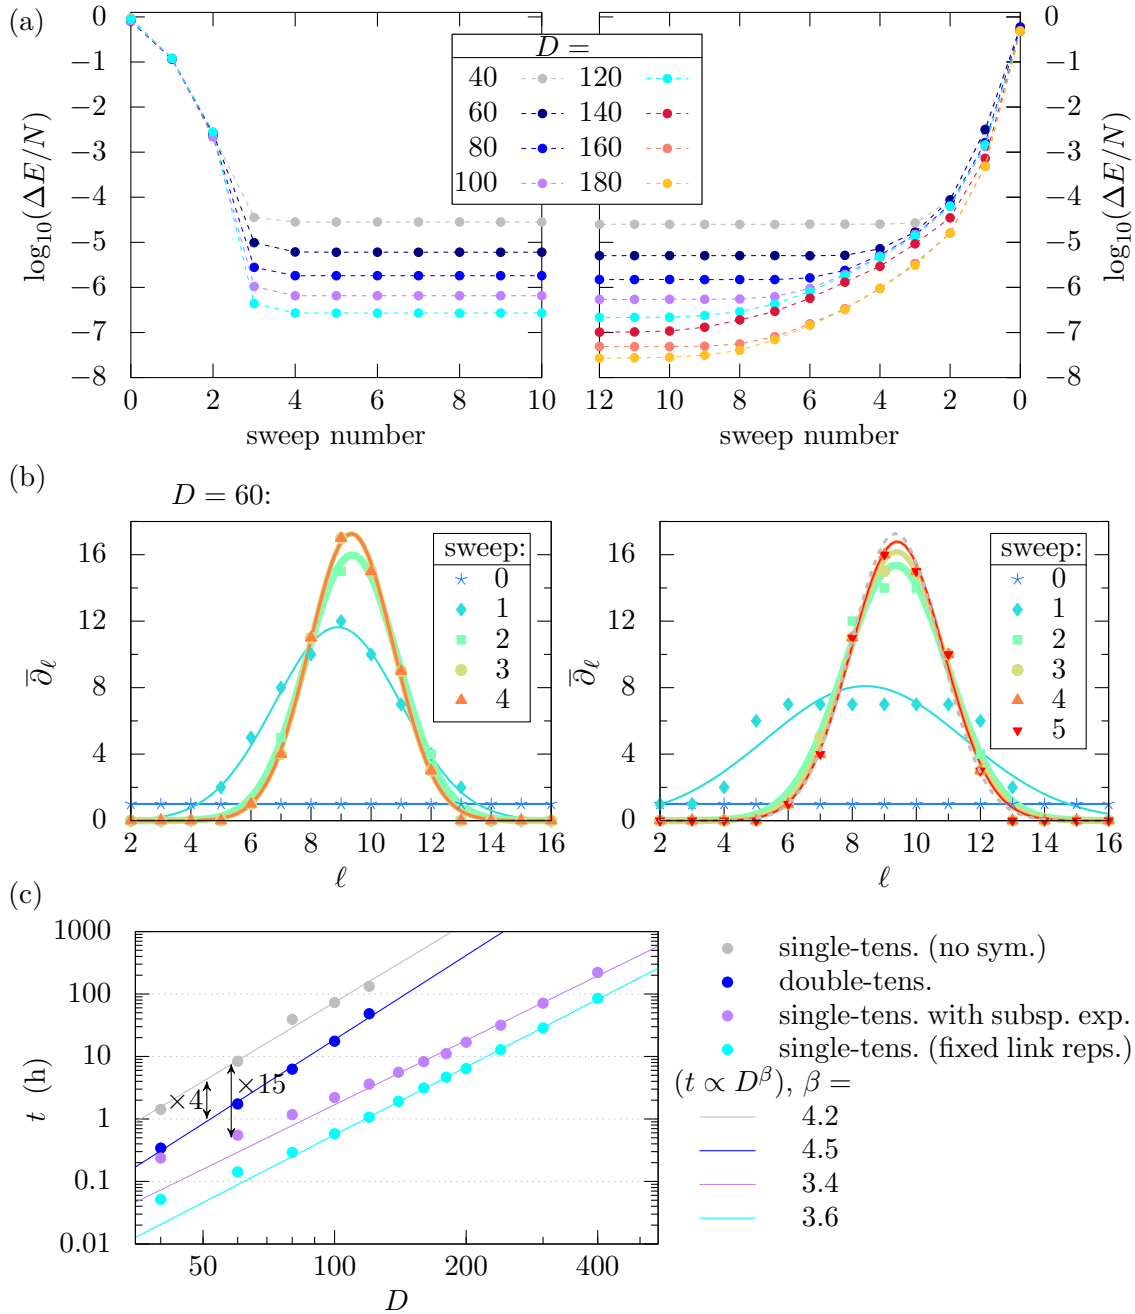 (a)
0
−1
−2
−3
−4
−5
−6
−7
−8
log₁₀(ΔE/N)
0 2 4 6 8 10
sweep number
D =
40 120
60 140
80 160
100 180
12 10 8 6 4 2 0
sweep number
0
−1
−2
−3
−4
−5
−6
−7
−8
log₁₀(ΔE/N)
(b)
D = 60:
16
12
8
4
0
∂̅ℓ
2 4 6 8 10 12 14 16
ℓ
sweep:
0
1
2
3
4
16
12
8
4
0
∂̅ℓ
2 4 6 8 10 12 14 16
ℓ
sweep:
0
1
2
3
4
5
(c)
1000
100
10
1
0.1
0.01
t (h)
×4
×15
50 100 200 400
D
single-tens. (no sym.)
double-tens.
single-tens. with subsp. exp.
single-tens. (fixed link reps.)
(t ∝ D^β), β =
4.2
4.5
3.4
3.6